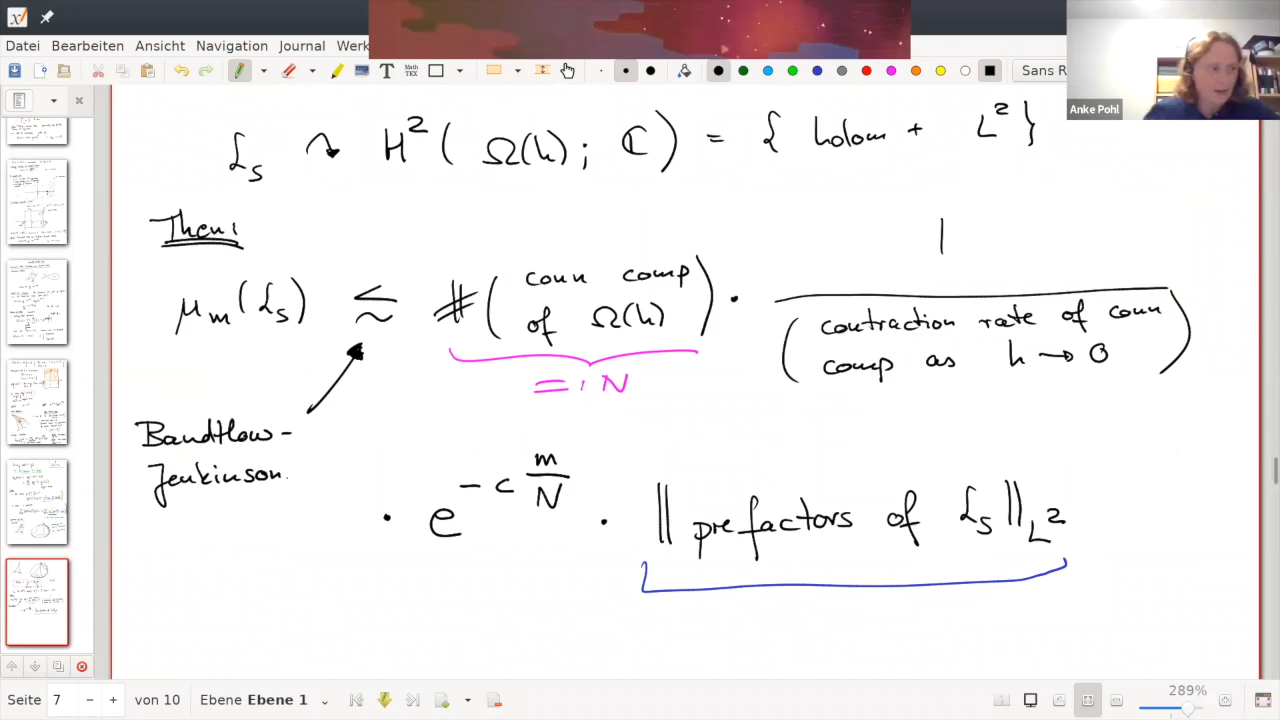 Datei Bearbeiten Ansicht Navigation Journal Werk
Sans R
Anke Pohl
ℒ_s ↷ H²( Ω(h); ℂ ) = { holom + L² }
Then:
μ_m(ℒ_s) ≲ #( conn comp of Ω(h) ) · 1 / ( contraction rate of conn comp as h → 0 )
=: N
Bandtlow-
Jenkinson.
· e^{-c m/N} · || prefactors of ℒ_s ||_{L²}
Seite 7 − + von 10 Ebene Ebene 1 289%